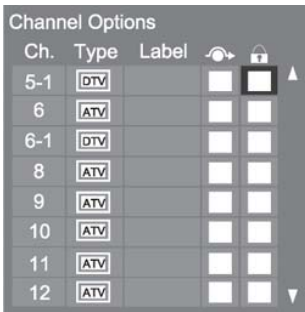 Channel Options
Ch. Type Label
5-1 DTV
6 ATV
6-1 DTV
8 ATV
9 ATV
10 ATV
11 ATV
12 ATV